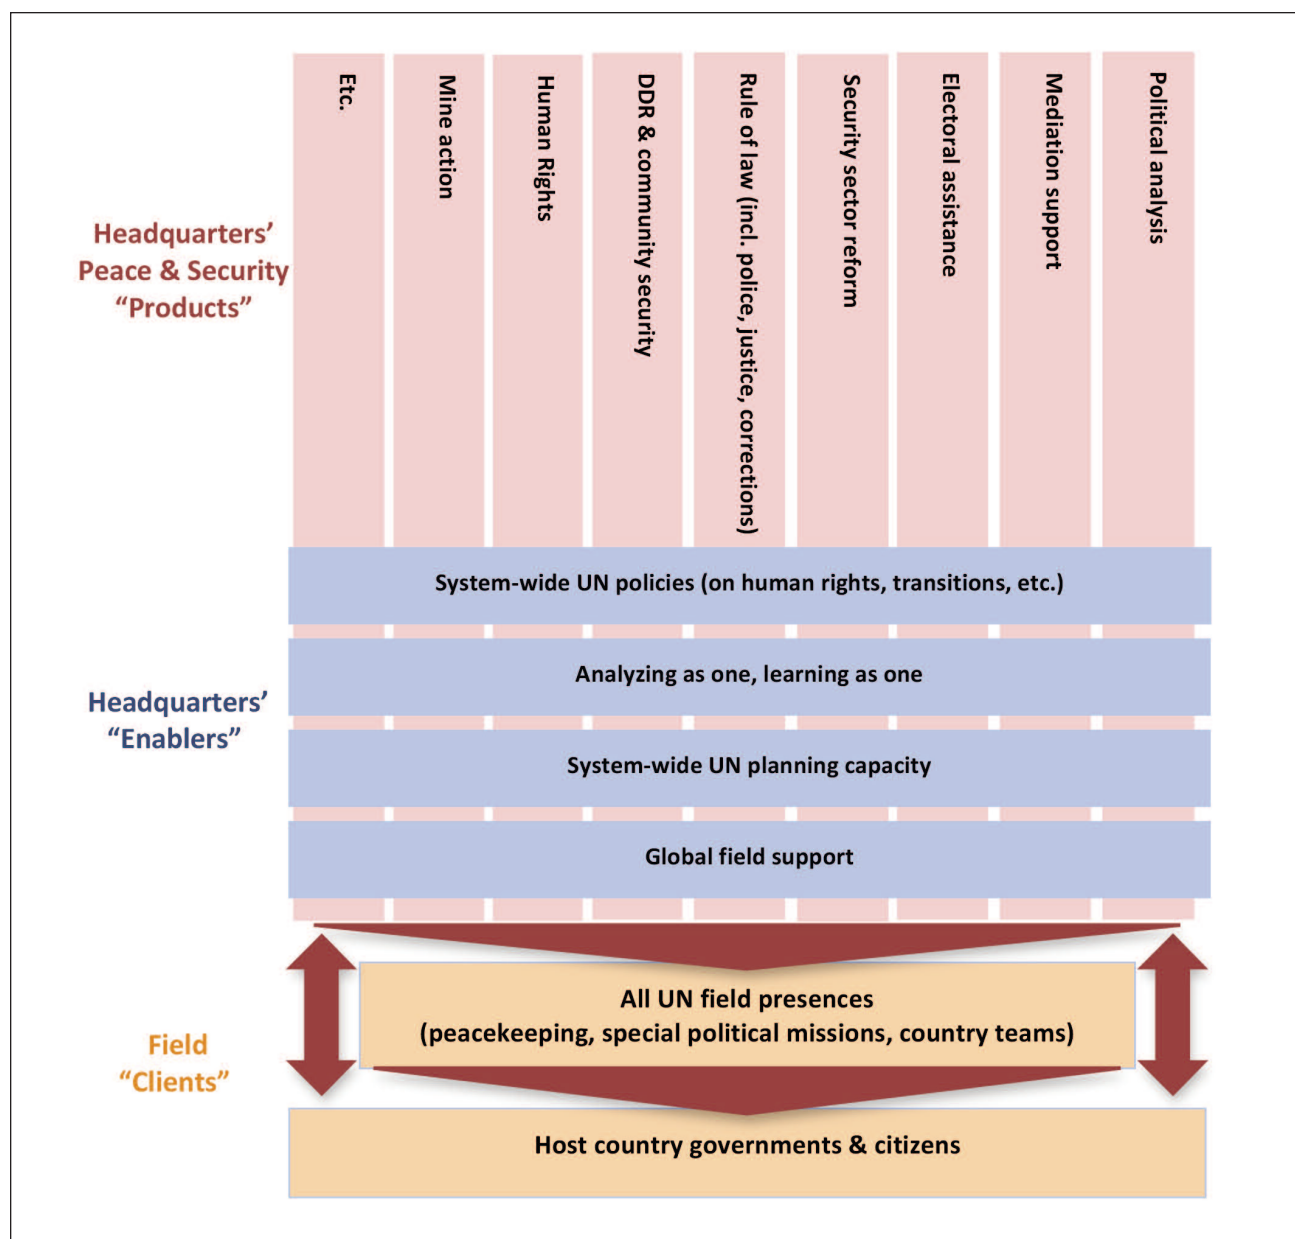 Etc.
Mine action
Human Rights
DDR & community security
Rule of law (incl. police, justice, corrections)
Security sector reform
Electoral assistance
Mediation support
Political analysis
Headquarters’
Peace & Security
“Products”
System-wide UN policies (on human rights, transitions, etc.)
Analyzing as one, learning as one
Headquarters’
“Enablers”
System-wide UN planning capacity
Global field support
All UN field presences
(peacekeeping, special political missions, country teams)
Field
“Clients”
Host country governments & citizens